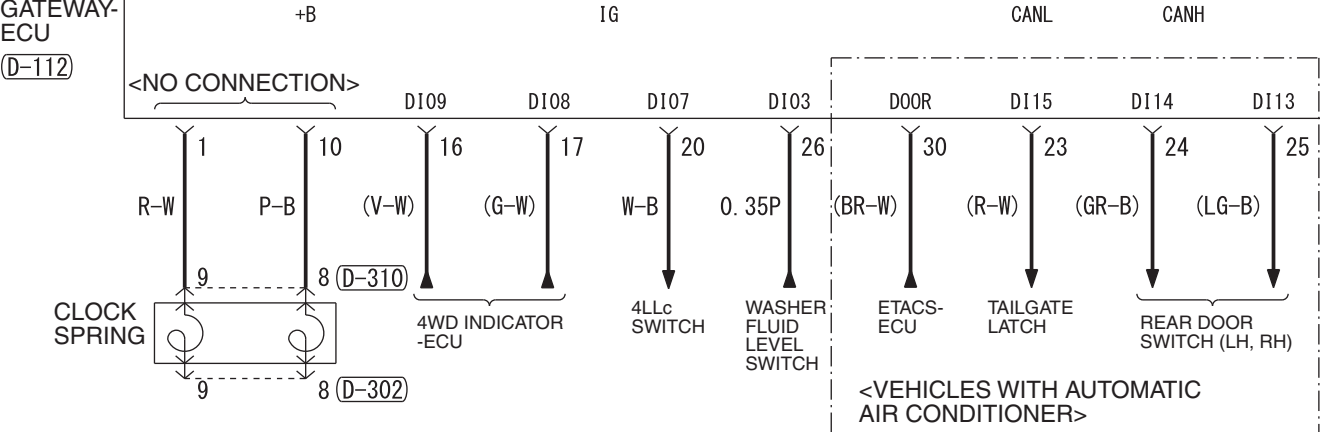 GATEWAY-
ECU
D-112
+B IG CANL CANH
<NO CONNECTION>
DI09 DI08 DI07 DI03 DOOR DI15 DI14 DI13
1 10 16 17 20 26 30 23 24 25
R-W P-B (V-W) (G-W) W-B 0.35P (BR-W) (R-W) (GR-B) (LG-B)
9 8 D-310
CLOCK
SPRING
4WD INDICATOR
-ECU
4LLc
SWITCH
WASHER
FLUID
LEVEL
SWITCH
ETACS-
ECU
TAILGATE
LATCH
REAR DOOR
SWITCH (LH, RH)
9 8 D-302
<VEHICLES WITH AUTOMATIC
AIR CONDITIONER>